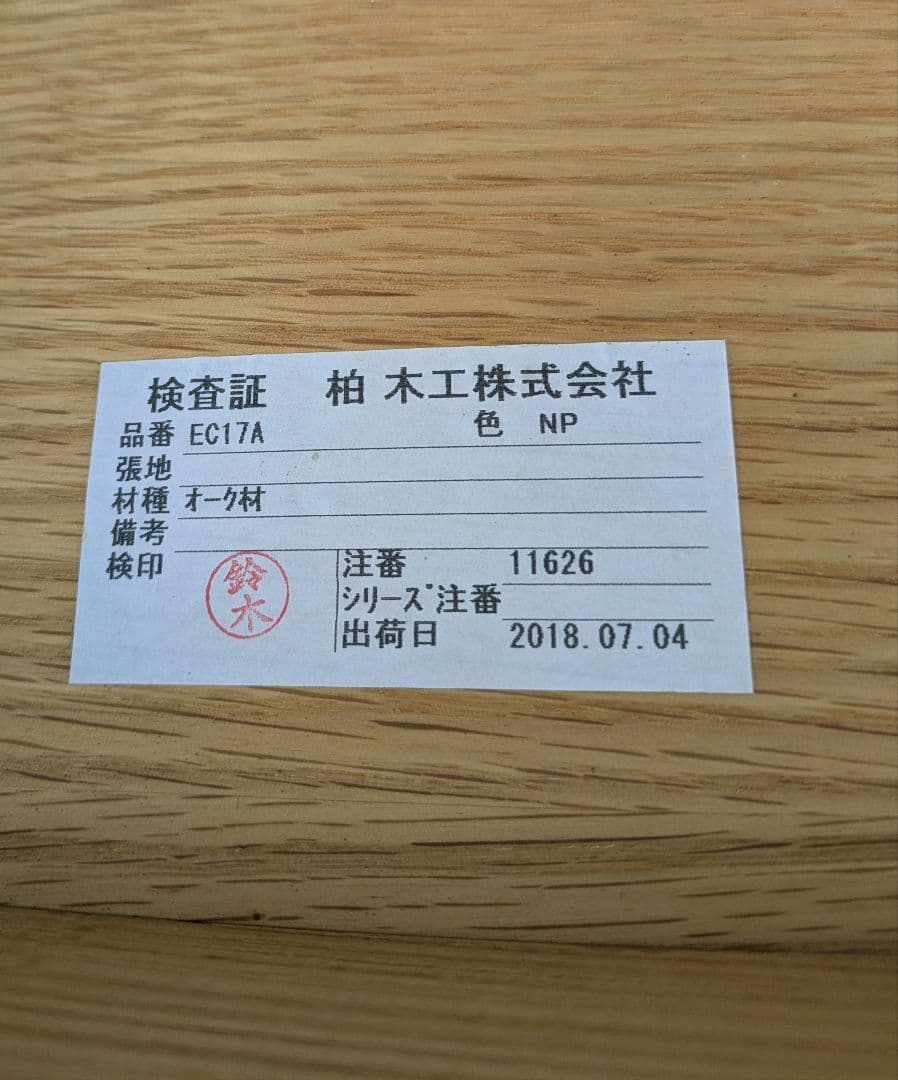 検査証 柏木工株式会社
品番 EC17A 色 NP
張地
材種 ｵｰｸ材
備考
検印 鈴木
注番 11626
ｼﾘｰｽﾞ注番
出荷日 2018.07.04